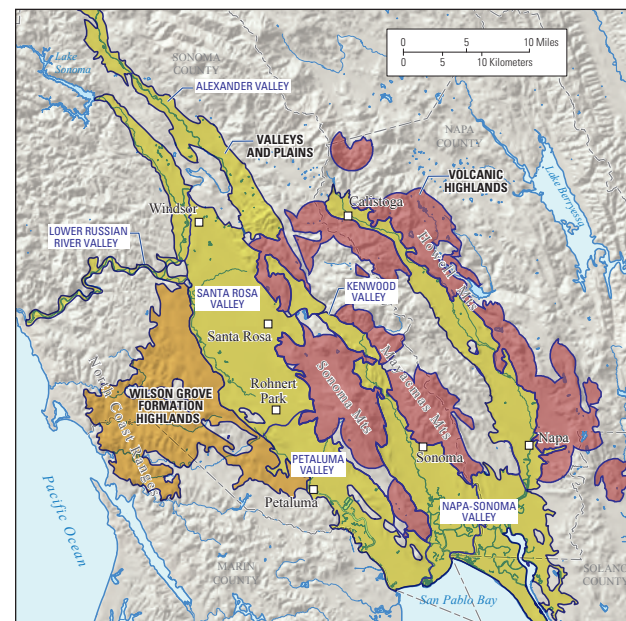 0 5 10 Miles
0 5 10 Kilometers
Lake
Sonoma
SONOMA
COUNTY
ALEXANDER VALLEY
VALLEYS
AND PLAINS
NAPA
COUNTY
Lake Berryessa
VOLCANIC
HIGHLANDS
Calistoga
Windsor
LOWER RUSSIAN
RIVER VALLEY
Howell Mts
KENWOOD
VALLEY
SANTA ROSA
VALLEY
Santa Rosa
Sonoma Mts
Mayacmas Mts
North Coast Ranges
WILSON GROVE
FORMATION
HIGHLANDS
Rohnert
Park
Napa
Sonoma
PETALUMA
VALLEY
Petaluma
NAPA-SONOMA
VALLEY
Pacific Ocean
MARIN
COUNTY
SOLANO
COUNTY
San Pablo Bay